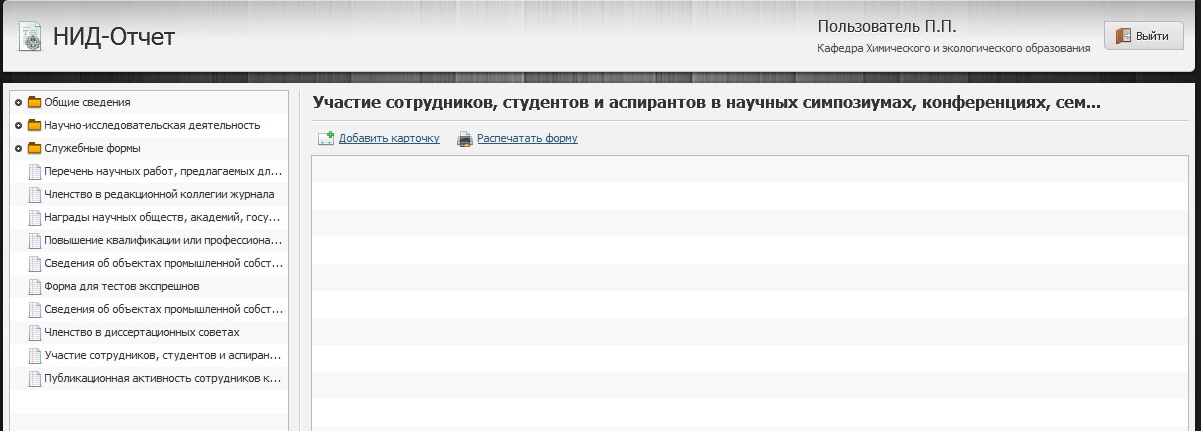 НИД-Отчет
Пользователь П.П.
Кафедра Химического и экологического образования
Выйти
Общие сведения
Научно-исследовательская деятельность
Служебные формы
Перечень научных работ, предлагаемых дл...
Членство в редакционной коллегии журнала
Награды научных обществ, академий, госу...
Повышение квалификации или профессиона...
Сведения об объектах промышленной собст...
Форма для тестов экспрешнов
Сведения об объектах промышленной собст...
Членство в диссертационных советах
Участие сотрудников, студентов и аспиран...
Публикационная активность сотрудников к...
Участие сотрудников, студентов и аспирантов в научных симпозиумах, конференциях, сем...
Добавить карточку
Распечатать форму